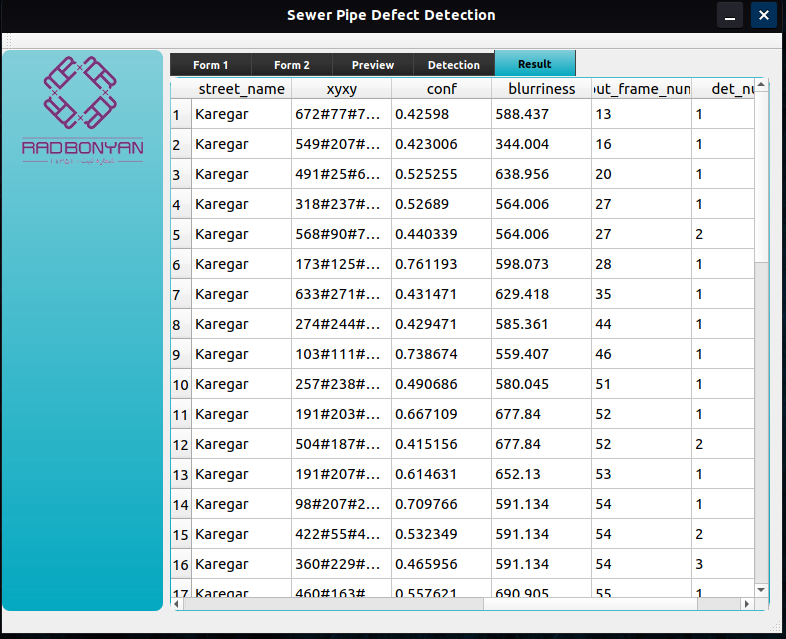 Sewer Pipe Defect Detection
RADBONYAN
Form 1 Form 2 Preview Detection Result
street_name xyxy conf blurriness out_frame_num det_nu
1 Karegar 672#77#7... 0.42598 588.437 13 1
2 Karegar 549#207#... 0.423006 344.004 16 1
3 Karegar 491#25#6... 0.525255 638.956 20 1
4 Karegar 318#237#... 0.52689 564.006 27 1
5 Karegar 568#90#7... 0.440339 564.006 27 2
6 Karegar 173#125#... 0.761193 598.073 28 1
7 Karegar 633#271#... 0.431471 629.418 35 1
8 Karegar 274#244#... 0.429471 585.361 44 1
9 Karegar 103#111#... 0.738674 559.407 46 1
10 Karegar 257#238#... 0.490686 580.045 51 1
11 Karegar 191#203#... 0.667109 677.84 52 1
12 Karegar 504#187#... 0.415156 677.84 52 2
13 Karegar 191#207#... 0.614631 652.13 53 1
14 Karegar 98#207#2... 0.709766 591.134 54 1
15 Karegar 422#55#4... 0.532349 591.134 54 2
16 Karegar 360#229#... 0.465956 591.134 54 3
17 Karegar 460#163#... 0.557621 690.905 55 1